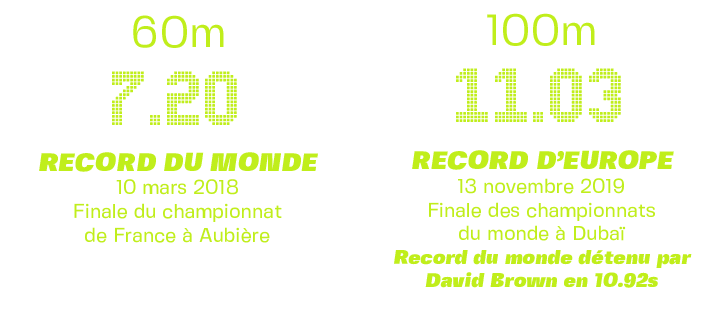 60m
7.20
RECORD DU MONDE
10 mars 2018
Finale du championnat
de France à Aubière
100m
11.03
RECORD D'EUROPE
13 novembre 2019
Finale des championnats
du monde à Dubaï
Record du monde détenu par
David Brown en 10.92s